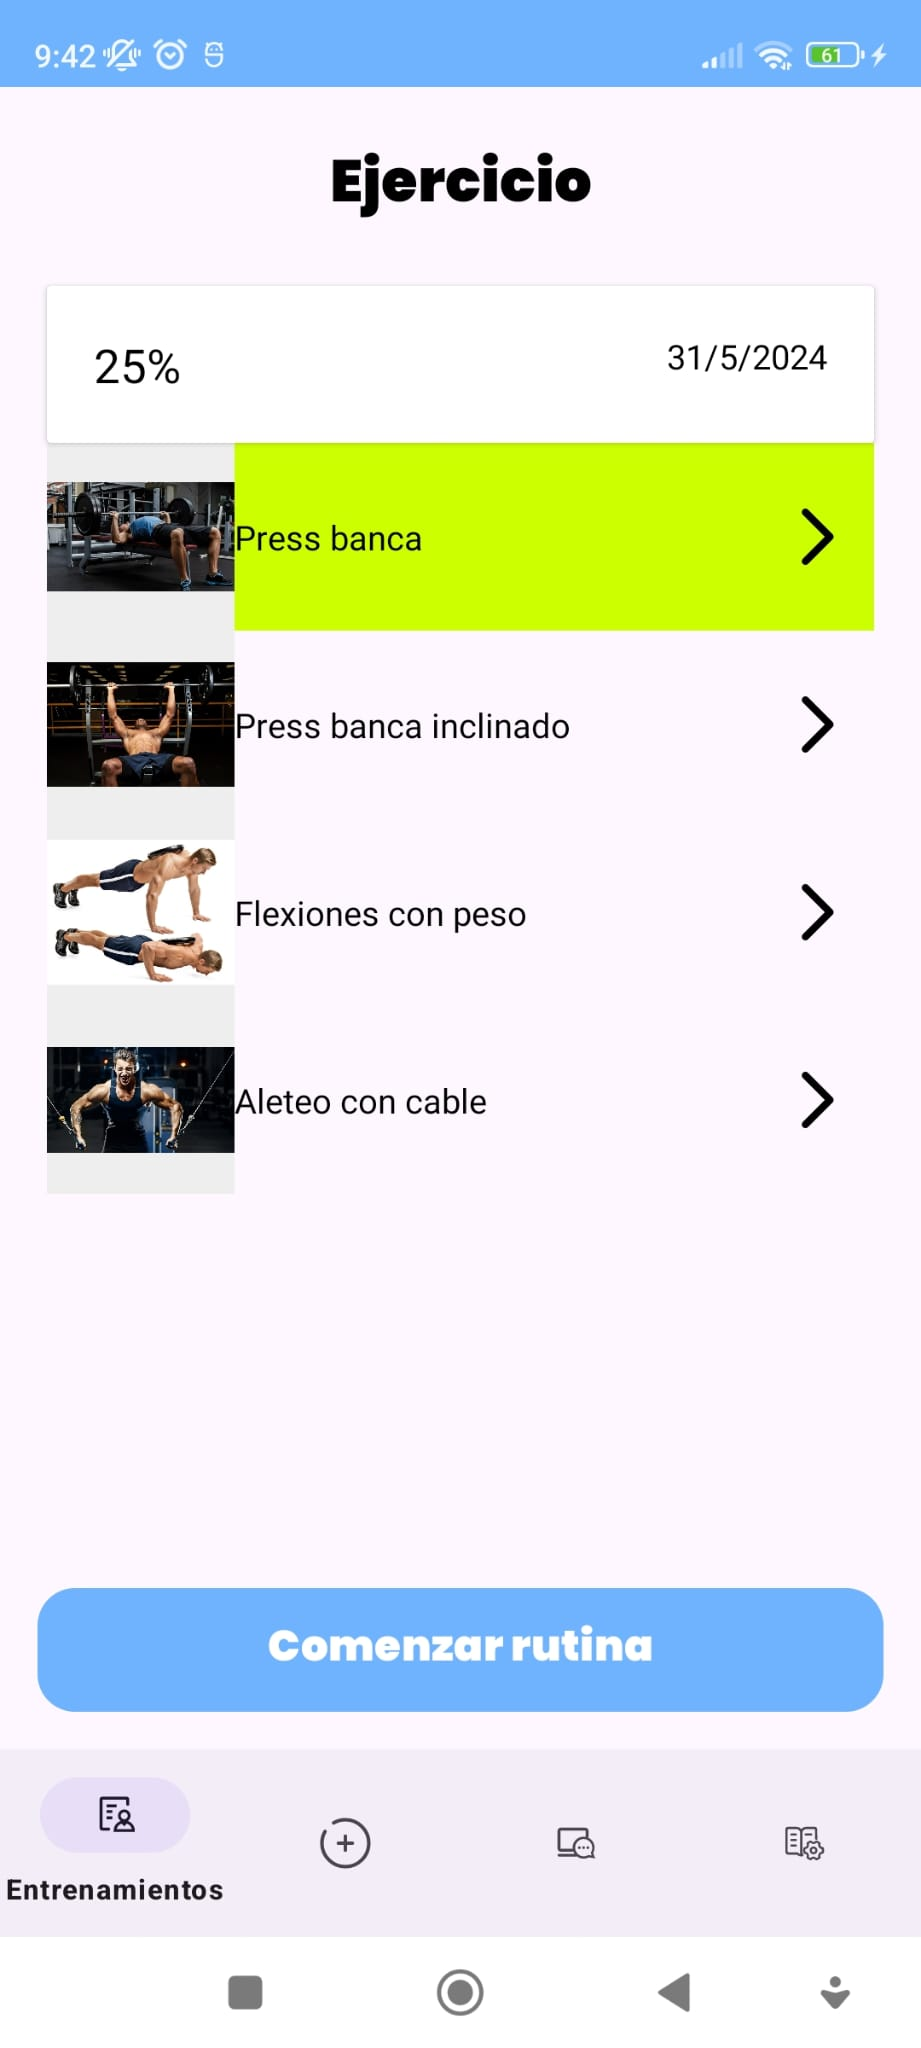 9:42
61
Ejercicio
25%
31/5/2024
Press banca
Press banca inclinado
Flexiones con peso
Aleteo con cable
Comenzar rutina
Entrenamientos